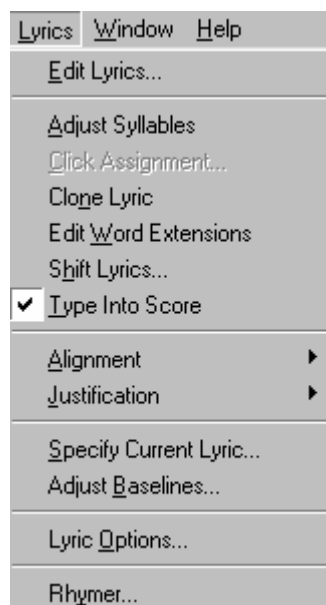 Lyrics Window Help
Edit Lyrics...
Adjust Syllables
Click Assignment...
Clone Lyric
Edit Word Extensions
Shift Lyrics...
Type Into Score
Alignment
Justification
Specify Current Lyric...
Adjust Baselines...
Lyric Options...
Rhymer...